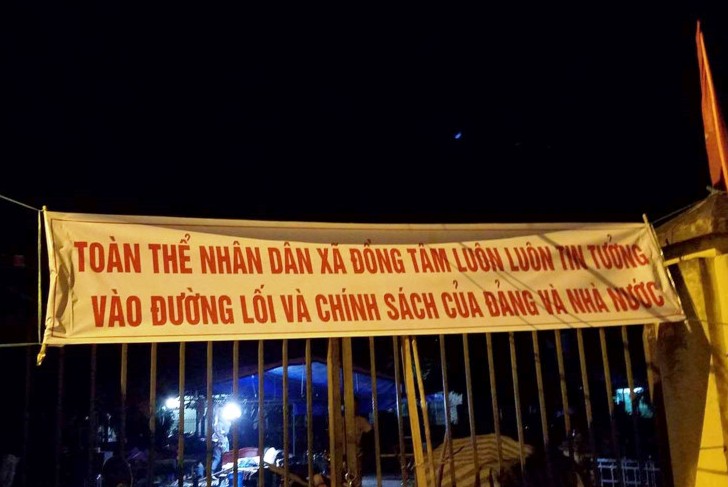 TOÀN THỂ NHÂN DÂN XÃ ĐỒNG TÂM LUÔN LUÔN TIN TƯỞNG
VÀO ĐƯỜNG LỐI VÀ CHÍNH SÁCH CỦA ĐẢNG VÀ NHÀ NƯỚC